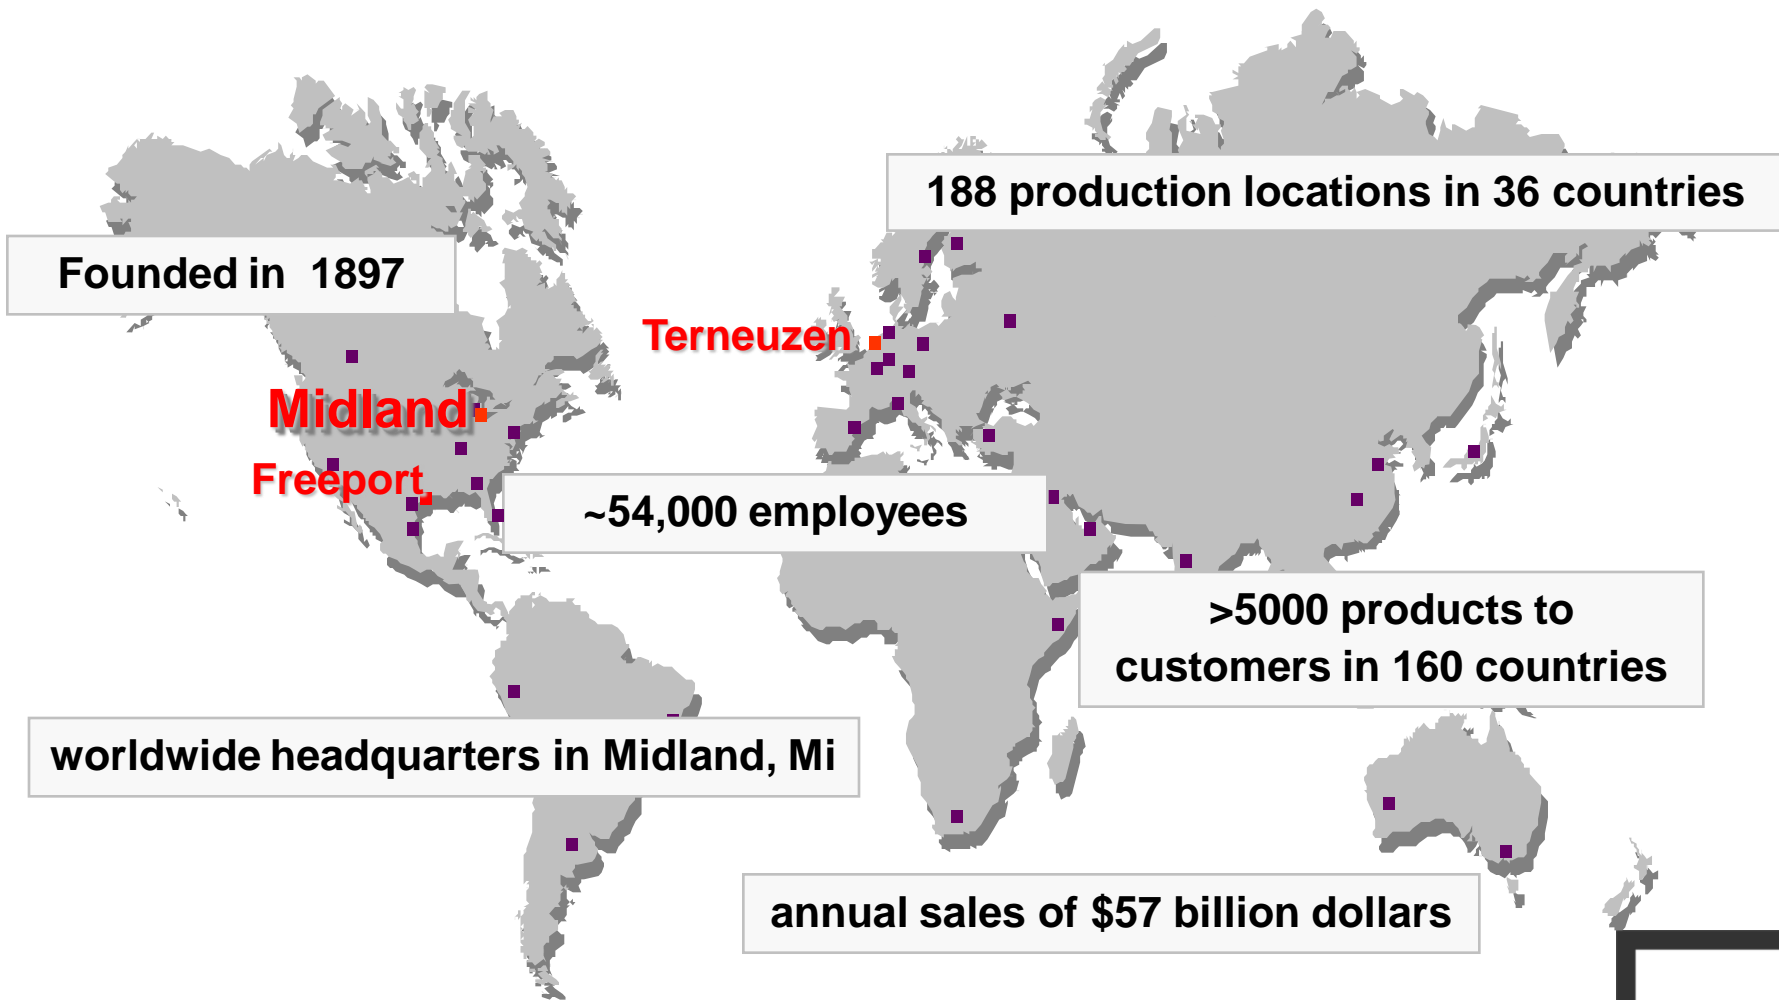 188 production locations in 36 countries
Founded in 1897
Terneuzen
Midland
Freeport
~54,000 employees
>5000 products to
customers in 160 countries
worldwide headquarters in Midland, Mi
annual sales of $57 billion dollars